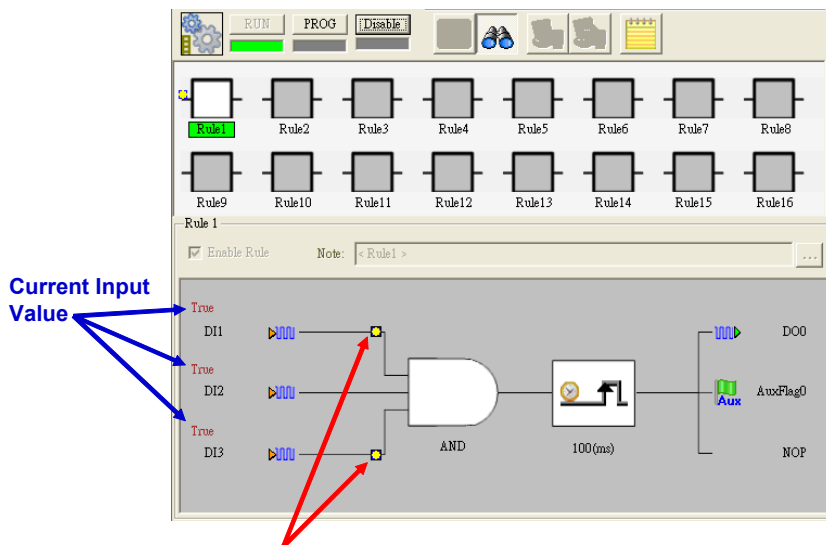 RUN PROG Disable
Rule1 Rule2 Rule3 Rule4 Rule5 Rule6 Rule7 Rule8
Rule9 Rule10 Rule11 Rule12 Rule13 Rule14 Rule15 Rule16
Rule 1
Enable Rule Note: < Rule1 > ...
Current Input
Value
True
DI1 DO0
True
DI2 Aux AuxFlag0
True
DI3 AND 100(ms) NOP